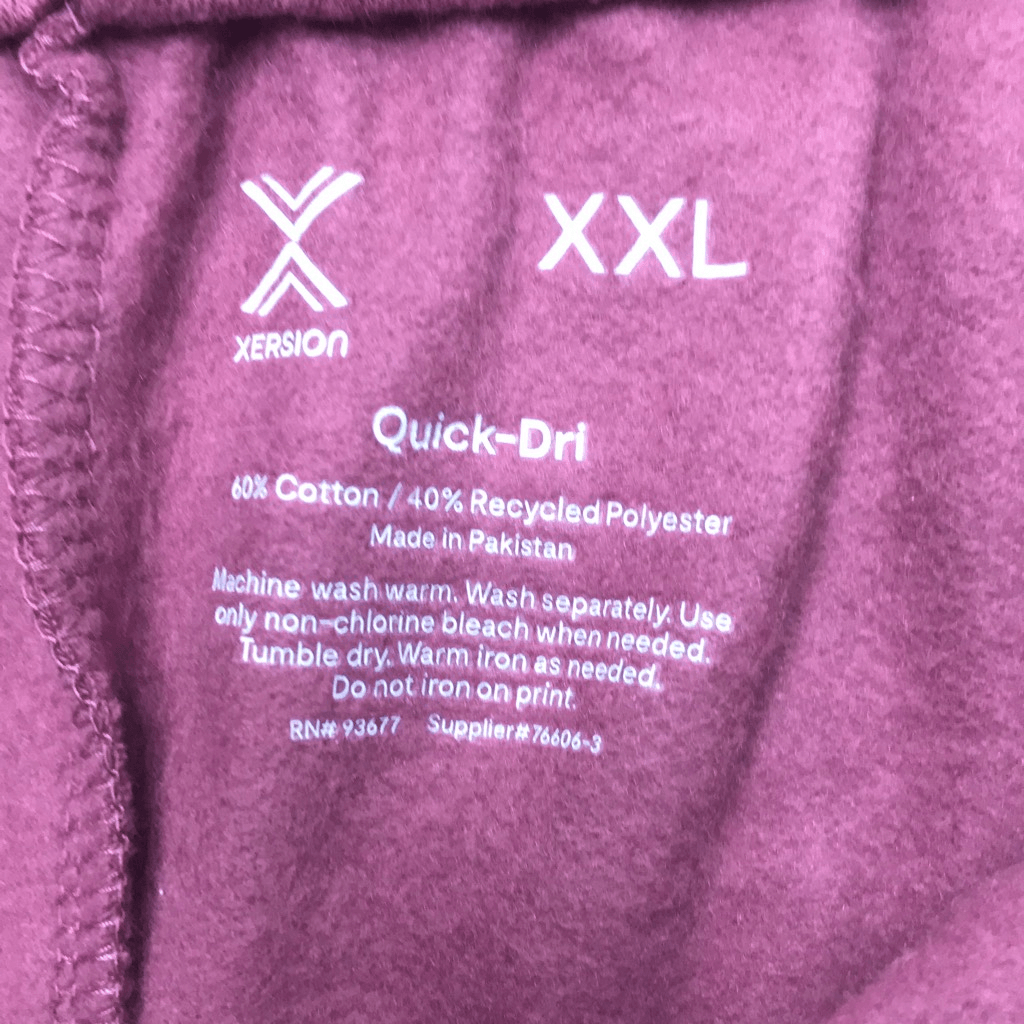 XERSION
XXL
Quick-Dri
60% Cotton / 40% Recycled Polyester
Made in Pakistan
Machine wash warm. Wash separately. Use
only non-chlorine bleach when needed.
Tumble dry. Warm iron as needed.
Do not iron on print.
RN# 93677 Supplier# 76606-3